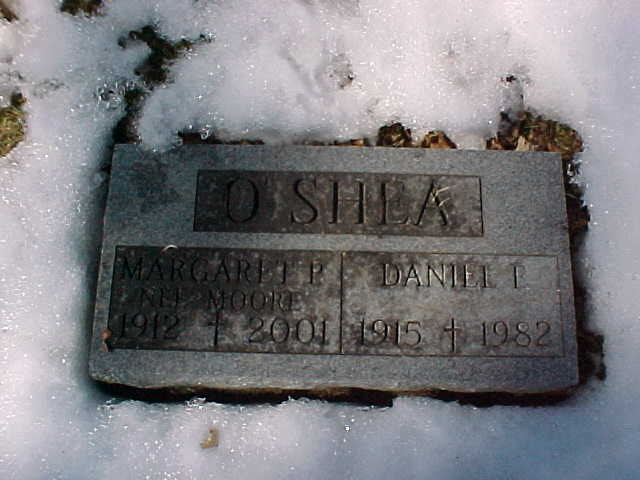 O'SHEA
MARGARET P.
NEE MOORE
1912 † 2001
DANIEL F.
1915 † 1982